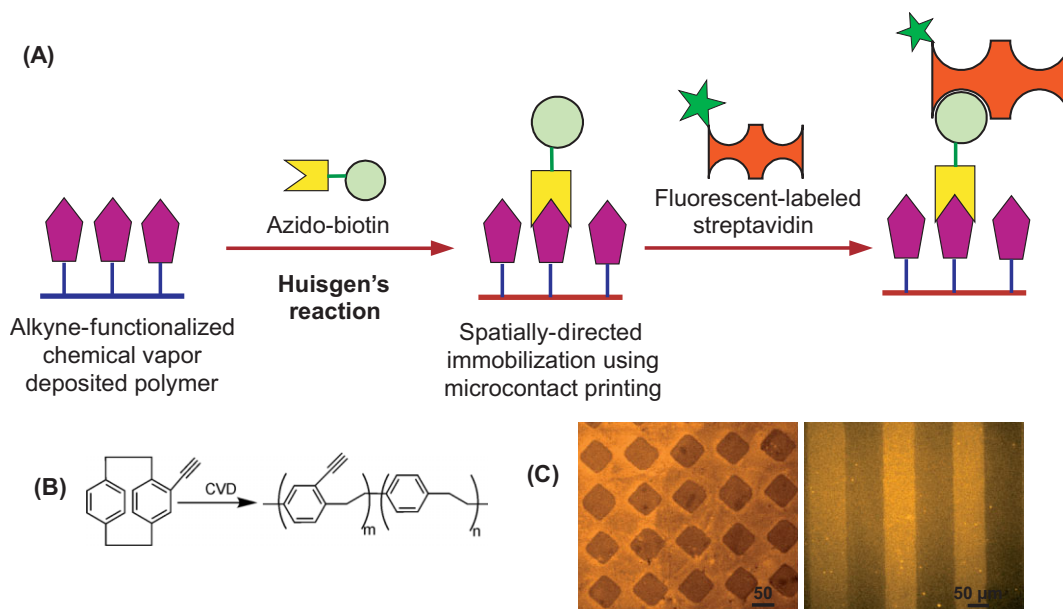 (A)
Azido-biotin
Huisgen's
reaction
Fluorescent-labeled
streptavidin
Alkyne-functionalized
chemical vapor
deposited polymer
Spatially-directed
immobilization using
microcontact printing
(B)
CVD
m
n
(C)
50
50 µm